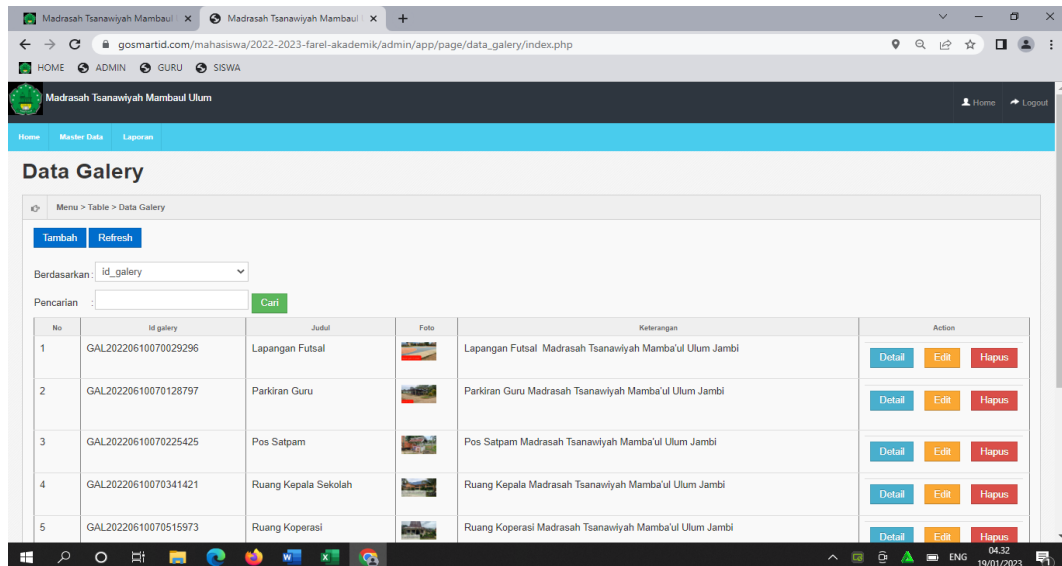 Madrasah Tsanawiyah Mambaul
Madrasah Tsanawiyah Mambaul
gosmartid.com/mahasiswa/2022-2023-farel-akademik/admin/app/page/data_galery/index.php
HOME ADMIN GURU SISWA
Madrasah Tsanawiyah Mambaul Ulum
Home Logout
Home Master Data Laporan
Data Galery
Menu > Table > Data Galery
Tambah Refresh
Berdasarkan : id_galery
Pencarian : Cari
No Id galery Judul Foto Keterangan Action
1 GAL20220610070029296 Lapangan Futsal Lapangan Futsal Madrasah Tsanawiyah Mamba'ul Ulum Jambi Detail Edit Hapus
2 GAL20220610070128797 Parkiran Guru Parkiran Guru Madrasah Tsanawiyah Mamba'ul Ulum Jambi Detail Edit Hapus
3 GAL20220610070225425 Pos Satpam Pos Satpam Madrasah Tsanawiyah Mamba'ul Ulum Jambi Detail Edit Hapus
4 GAL20220610070341421 Ruang Kepala Sekolah Ruang Kepala Madrasah Tsanawiyah Mamba'ul Ulum Jambi Detail Edit Hapus
5 GAL20220610070515973 Ruang Koperasi Ruang Koperasi Madrasah Tsanawiyah Mamba'ul Ulum Jambi Detail Edit Hapus
ENG 04.32
19/01/2023